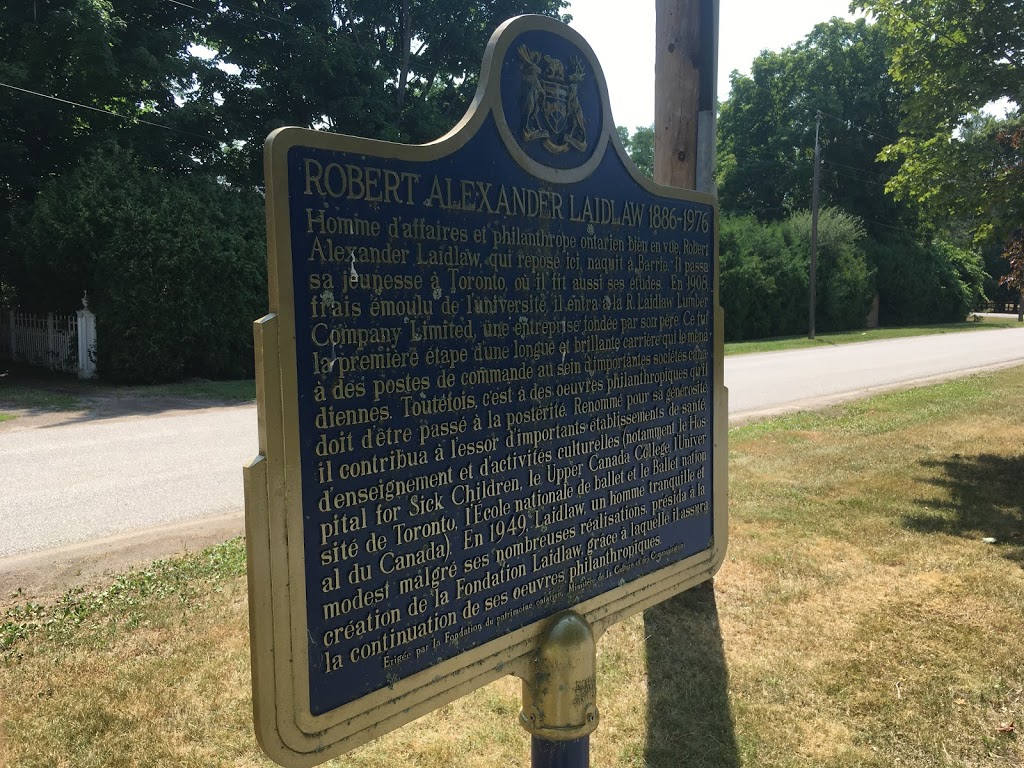 ROBERT ALEXANDER LAIDLAW 1886-1976
Homme d'affaires et philanthrope ontarien bien en vue, Robert
Alexander Laidlaw, qui repose ici, naquit à Barrie. Il passa
sa jeunesse à Toronto, où il fit aussi ses études. En 1908,
frais émoulu de l'université, il entra à la R. Laidlaw Lumber
Company Limited, une entreprise fondée par son père. Ce fut
la première étape d'une longue et brillante carrière qui le mena
à des postes de commande au sein d'importantes sociétés cana
diennes. Toutefois, c'est à des oeuvres philanthropiques qu'il
doit d'être passé à la postérité. Renommé pour sa générosité,
il contribua à l'essor d'importants établissements de santé,
d'enseignement et d'activités culturelles (notamment le Hos
pital for Sick Children, le Upper Canada College, l'Univer
sité de Toronto, l'École nationale de ballet et le Ballet nation
al du Canada). En 1949, Laidlaw, un homme tranquille et
modest malgré ses nombreuses réalisations, présida à la
création de la Fondation Laidlaw, grâce à laquelle il assura
la continuation de ses oeuvres philanthropiques.
Érigée par la Fondation du patrimoine ontarien, Ministère de la Culture et des Communications